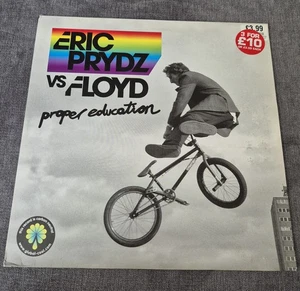 ERIC
PRYDZ
VS FLOYD
proper education
£3.99
3 FOR
£10